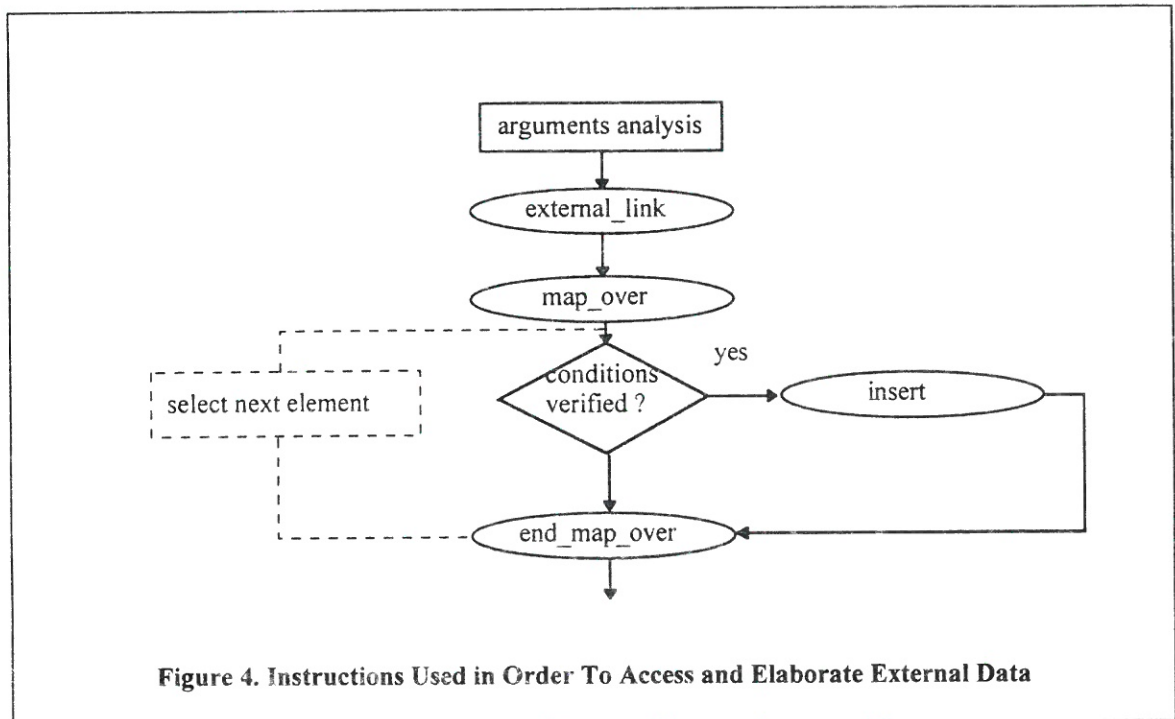 arguments analysis
external_link
map_over
yes
conditions
verified ?
insert
select next element
end_map_over
Figure 4. Instructions Used in Order To Access and Elaborate External Data